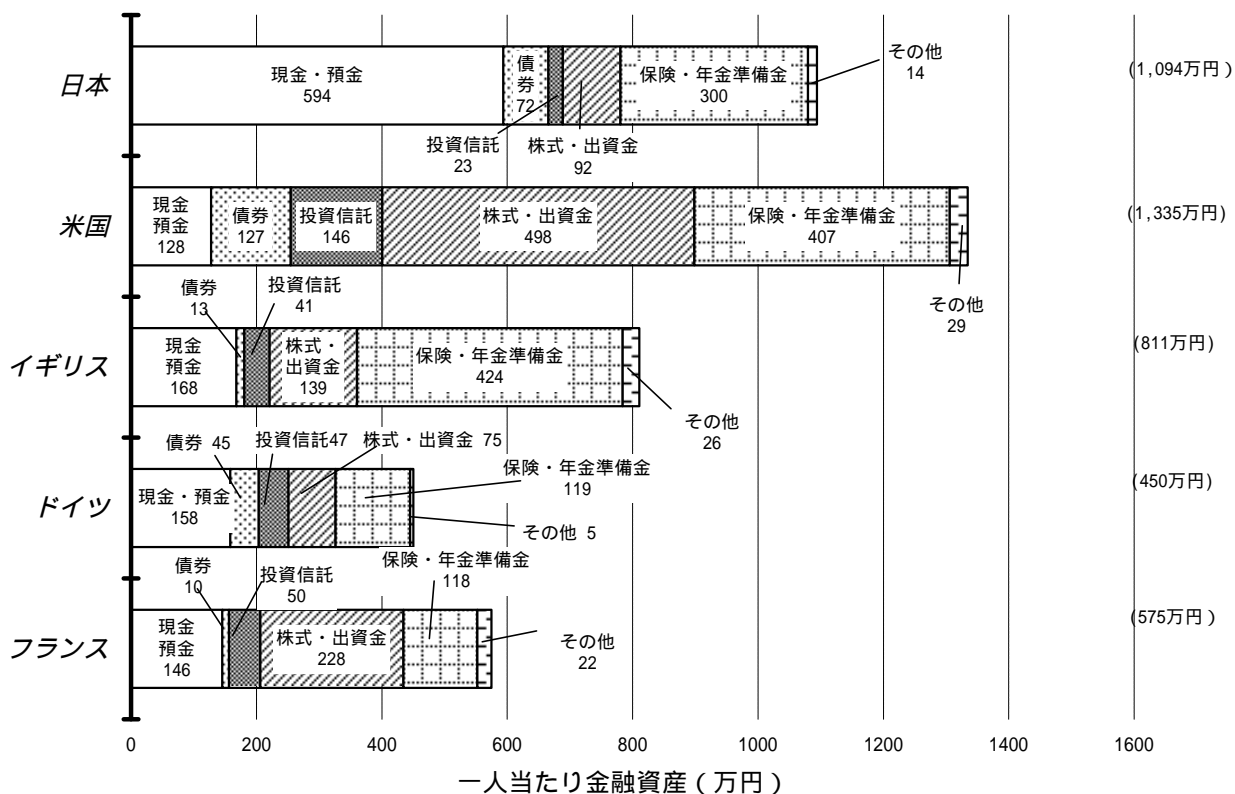 日本
現金・預金
594
債
券
72
投資信託
23
株式・出資金
92
保険・年金準備金
300
その他
14
(1,094万円)
米国
現金
預金
128
債券
127
投資信託
146
株式・出資金
498
保険・年金準備金
407
その他
29
(1,335万円)
イギリス
現金
預金
168
債券
13
投資信託
41
株式・
出資金
139
保険・年金準備金
424
その他
26
(811万円)
ドイツ
現金・預金
158
債券 45
投資信託47
株式・出資金 75
保険・年金準備金
119
その他 5
(450万円)
フランス
現金
預金
146
債券
10
投資信託
50
株式・出資金
228
保険・年金準備金
118
その他
22
(575万円)
0 200 400 600 800 1000 1200 1400 1600
一人当たり金融資産(万円)